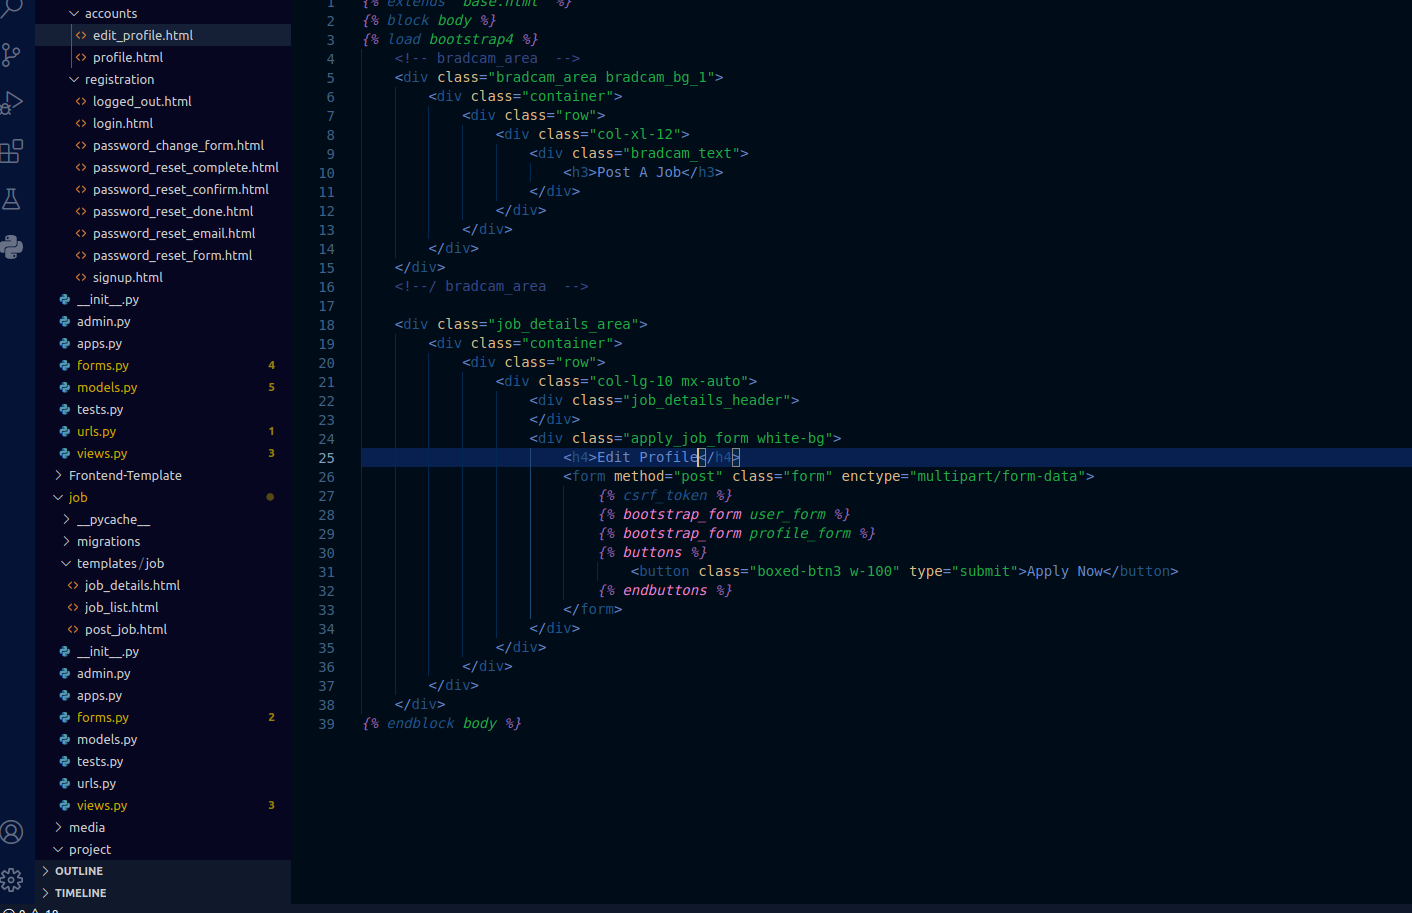 accounts
edit_profile.html
profile.html
registration
logged_out.html
login.html
password_change_form.html
password_reset_complete.html
password_reset_confirm.html
password_reset_done.html
password_reset_email.html
password_reset_form.html
signup.html
__init__.py
admin.py
apps.py
forms.py 4
models.py 5
tests.py
urls.py 1
views.py 3
Frontend-Template
job
__pycache__
migrations
templates/job
job_details.html
job_list.html
post_job.html
__init__.py
admin.py
apps.py
forms.py 2
models.py
tests.py
urls.py
views.py 3
media
project
OUTLINE
TIMELINE
1 {% extends "base.html" %}
2 {% block body %}
3 {% load bootstrap4 %}
4 <!-- bradcam_area  -->
5 <div class="bradcam_area bradcam_bg_1">
6 <div class="container">
7 <div class="row">
8 <div class="col-xl-12">
9 <div class="bradcam_text">
10 <h3>Post A Job</h3>
11 </div>
12 </div>
13 </div>
14 </div>
15 </div>
16 <!--/ bradcam_area  -->
17
18 <div class="job_details_area">
19 <div class="container">
20 <div class="row">
21 <div class="col-lg-10 mx-auto">
22 <div class="job_details_header">
23 </div>
24 <div class="apply_job_form white-bg">
25 <h4>Edit Profile</h4>
26 <form method="post" class="form" enctype="multipart/form-data">
27 {% csrf_token %}
28 {% bootstrap_form user_form %}
29 {% bootstrap_form profile_form %}
30 {% buttons %}
31 <button class="boxed-btn3 w-100" type="submit">Apply Now</button>
32 {% endbuttons %}
33 </form>
34 </div>
35 </div>
36 </div>
37 </div>
38 </div>
39 {% endblock body %}